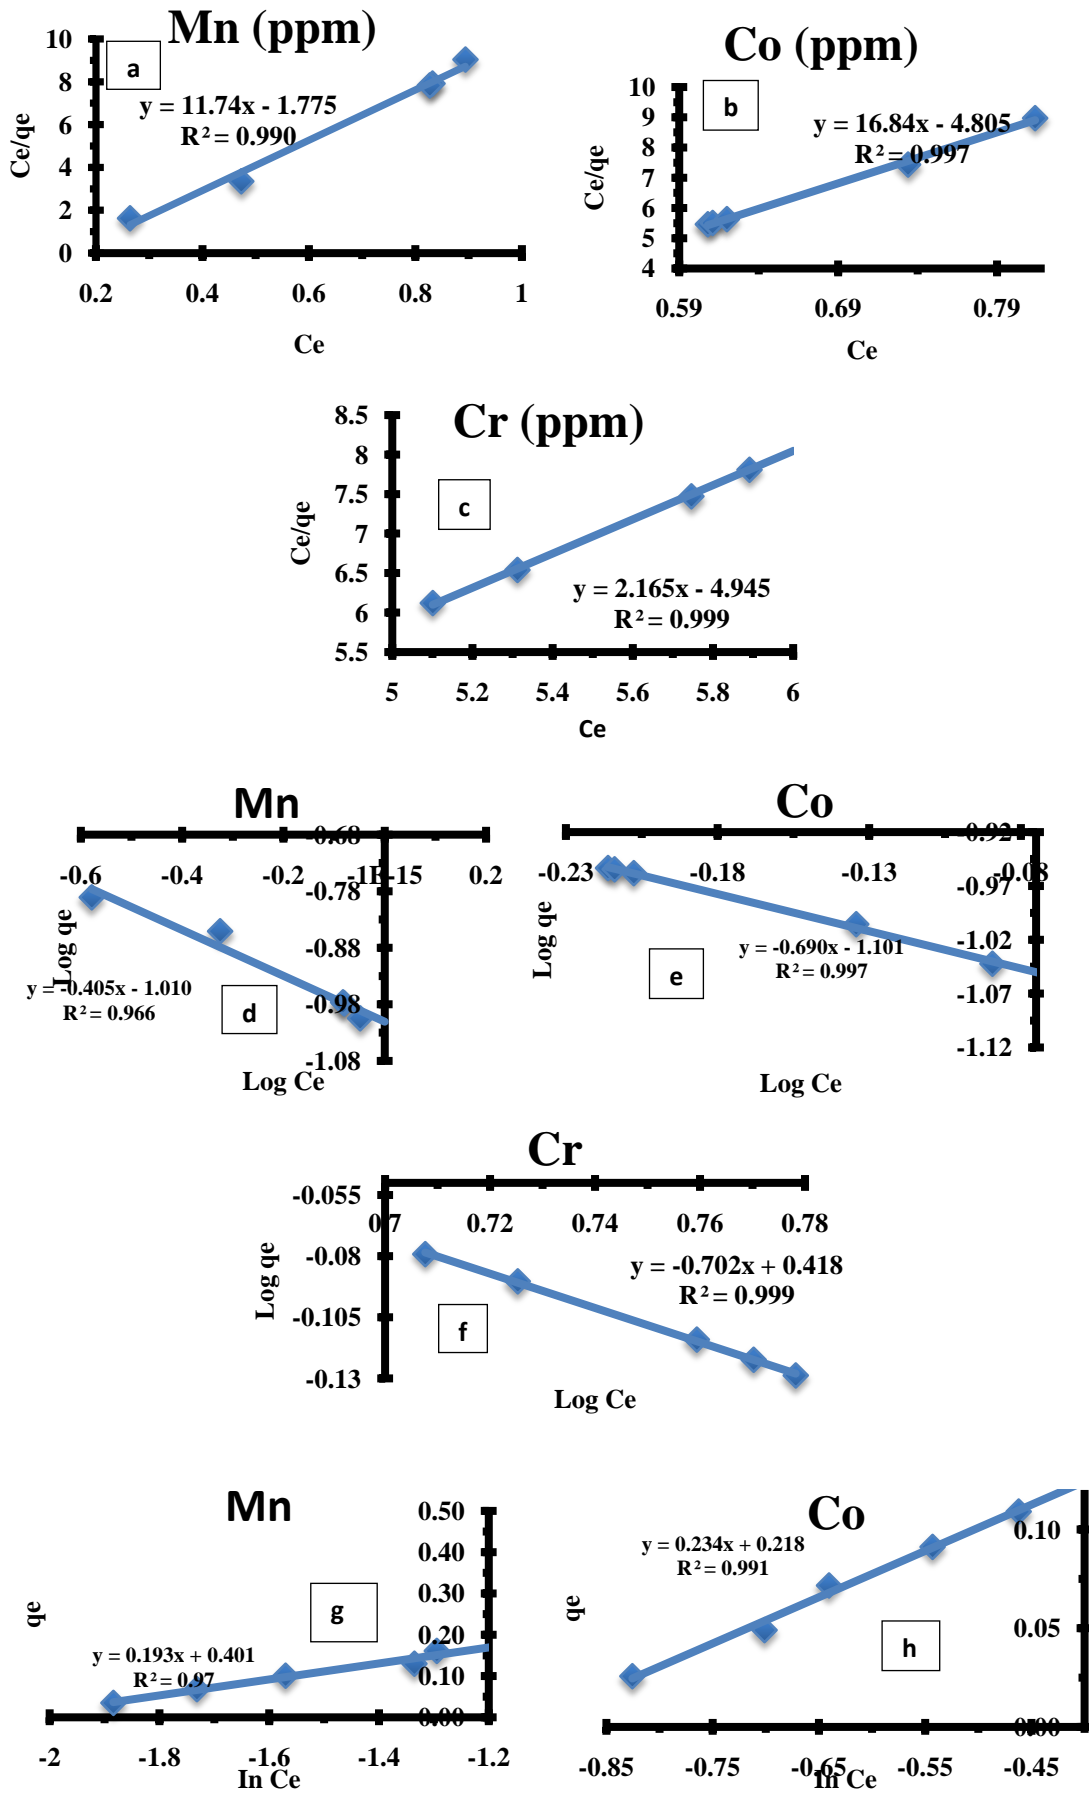 Mn (ppm)
a
10
8
6
4
2
0
Ce/qe
y = 11.74x - 1.775
R² = 0.990
0.2 0.4 0.6 0.8 1
Ce
Co (ppm)
b
10
9
8
7
6
5
4
Ce/qe
y = 16.84x - 4.805
R² = 0.997
0.59 0.69 0.79
Ce
Cr (ppm)
c
8.5
8
7.5
7
6.5
6
5.5
Ce/qe
y = 2.165x - 4.945
R² = 0.999
5 5.2 5.4 5.6 5.8 6
Ce
Mn
-0.6 -0.4 -0.2 -1E-15 0.2
-0.68
-0.78
-0.88
-0.98
-1.08
Log qe
y = -0.405x - 1.010
R² = 0.966
d
Log Ce
Co
-0.23 -0.18 -0.13 -0.08
-0.92
-0.97
-1.02
-1.07
-1.12
Log qe
y = -0.690x - 1.101
R² = 0.997
e
Log Ce
Cr
-0.055
-0.08
-0.105
-0.13
0.7 0.72 0.74 0.76 0.78
Log qe
y = -0.702x + 0.418
R² = 0.999
f
Log Ce
Mn
0.50
0.40
0.30
0.20
0.10
0.00
qe
g
y = 0.193x + 0.401
R² = 0.97
-2 -1.8 -1.6 -1.4 -1.2
In Ce
Co
0.10
0.05
0.00
y = 0.234x + 0.218
R² = 0.991
qe
h
-0.85 -0.75 -0.65 -0.55 -0.45
In Ce